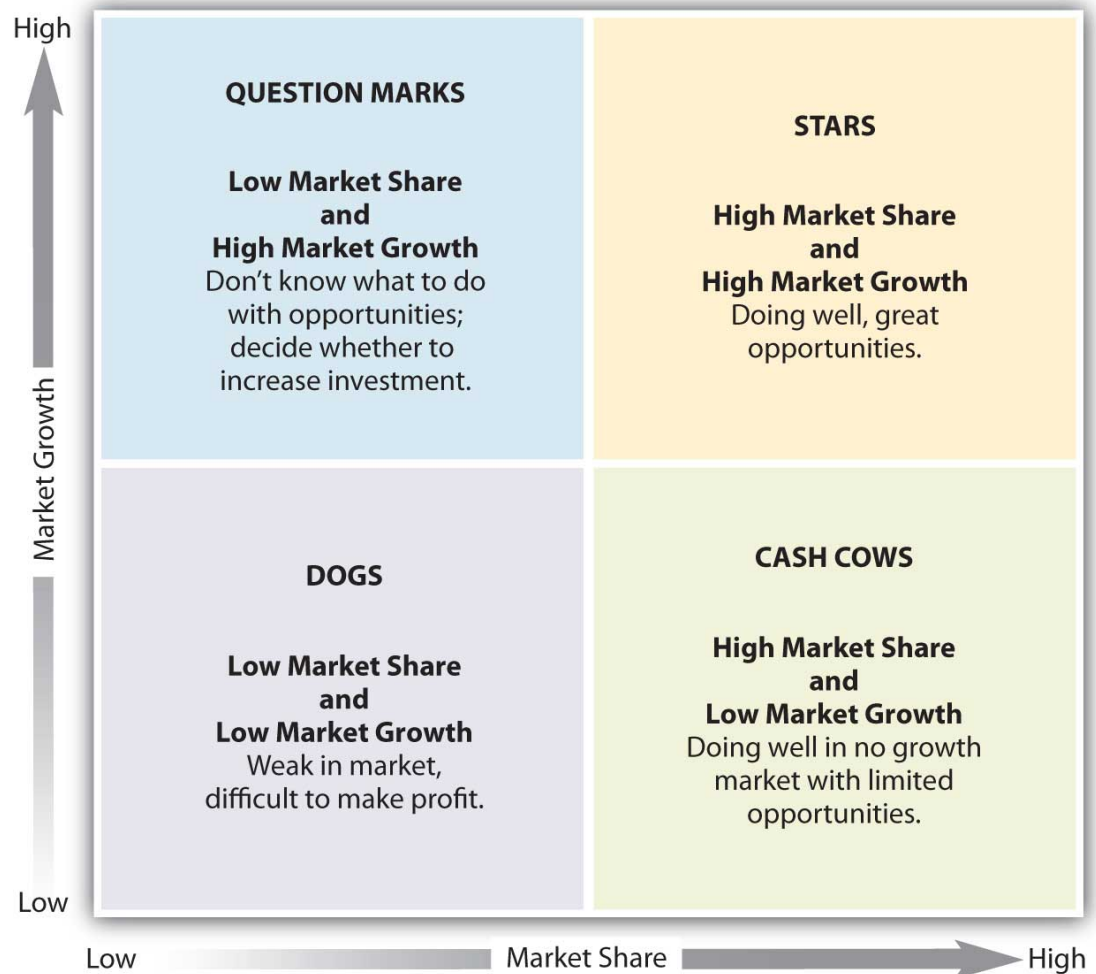 High
QUESTION MARKS
Low Market Share
and
High Market Growth
Don’t know what to do
with opportunities;
decide whether to
increase investment.
STARS
High Market Share
and
High Market Growth
Doing well, great
opportunities.
Market Growth
DOGS
Low Market Share
and
Low Market Growth
Weak in market,
difficult to make profit.
CASH COWS
High Market Share
and
Low Market Growth
Doing well in no growth
market with limited
opportunities.
Low
Low
Market Share
High